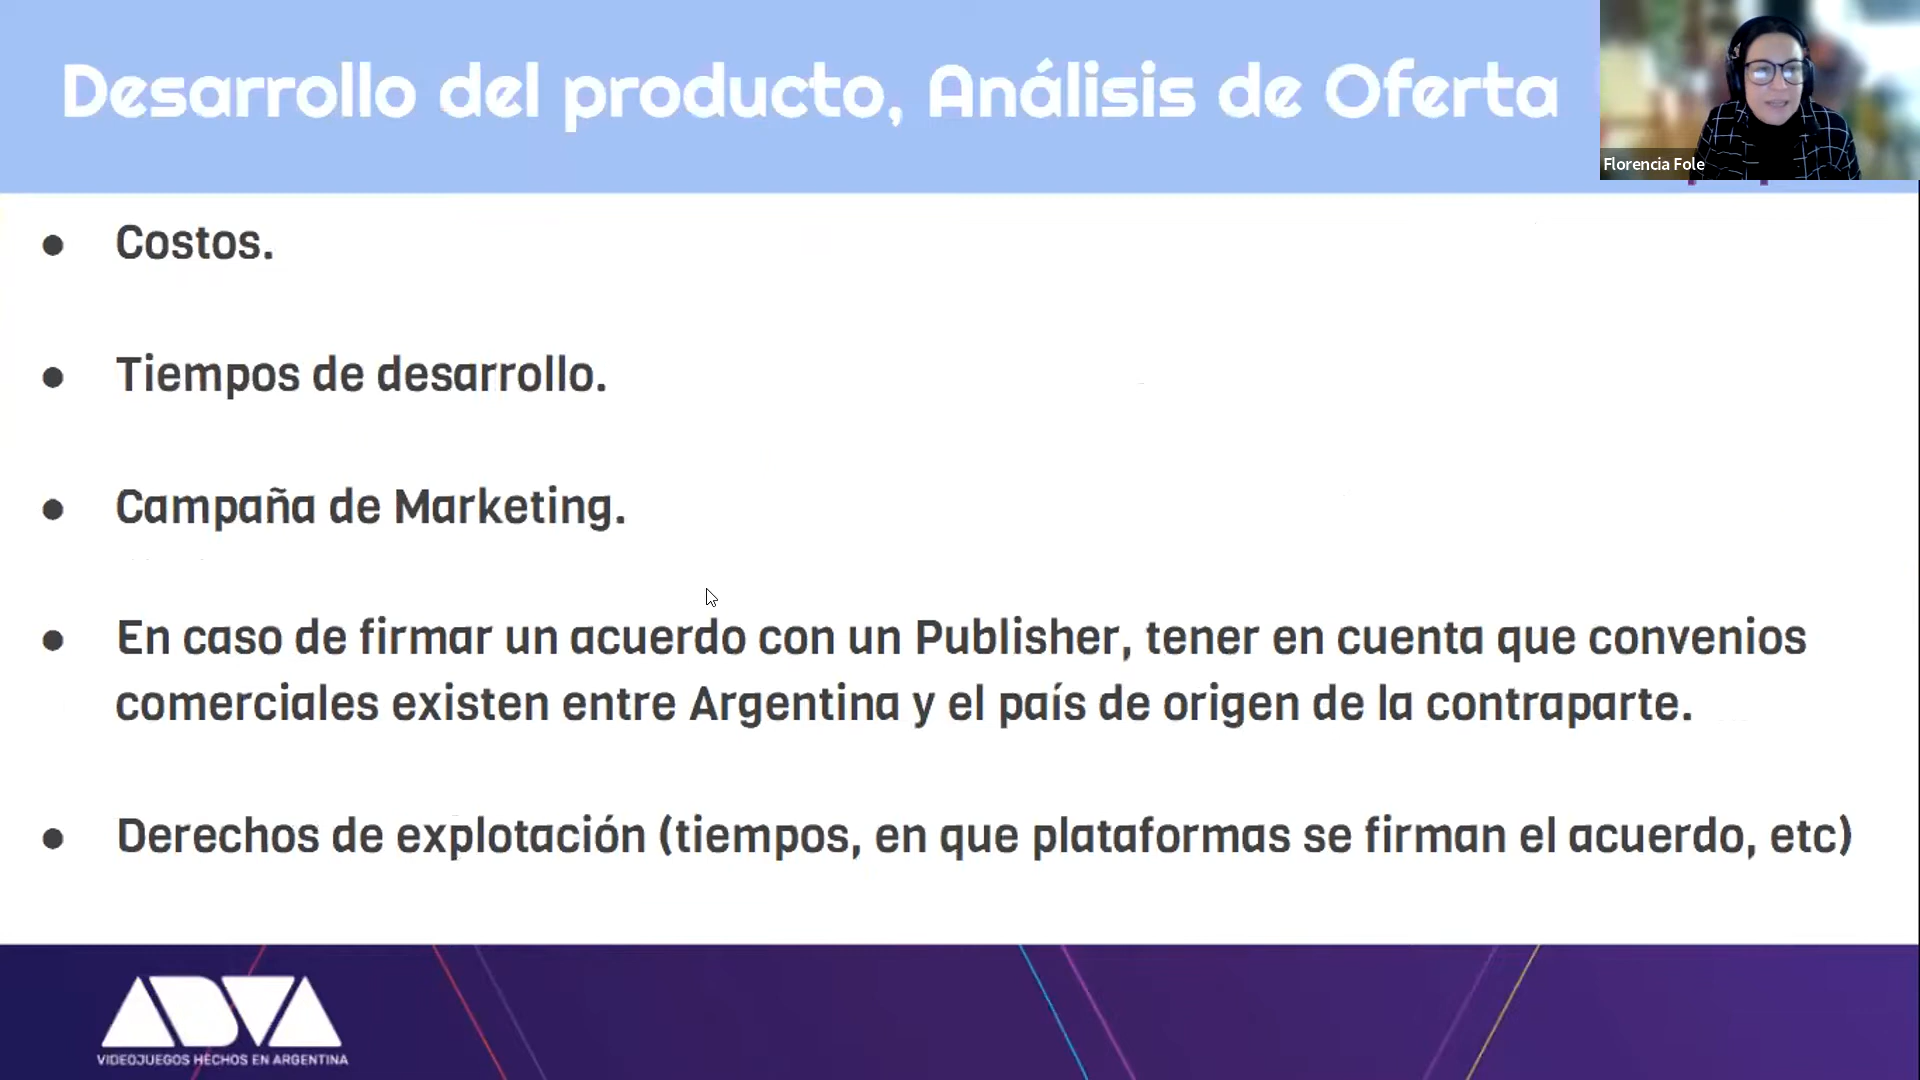 Desarrollo del producto, Análisis de Oferta
Florencia Fole
● Costos.
● Tiempos de desarrollo.
● Campaña de Marketing.
● En caso de firmar un acuerdo con un Publisher, tener en cuenta que convenios
comerciales existen entre Argentina y el país de origen de la contraparte.
● Derechos de explotación (tiempos, en que plataformas se firman el acuerdo, etc)
ADVA
VIDEOJUEGOS HECHOS EN ARGENTINA